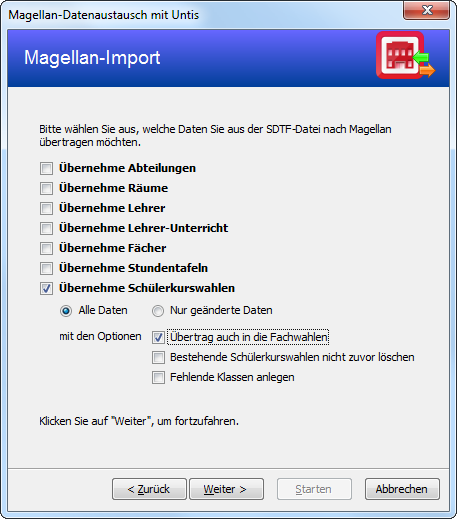 Magellan-Datenaustausch mit Untis
Magellan-Import
Bitte wählen Sie aus, welche Daten Sie aus der SDTF-Datei nach Magellan
übertragen möchten.
Übernehme Abteilungen
Übernehme Räume
Übernehme Lehrer
Übernehme Lehrer-Unterricht
Übernehme Fächer
Übernehme Stundentafeln
Übernehme Schülerkurswahlen
Alle Daten Nur geänderte Daten
mit den Optionen Übertrag auch in die Fachwahlen
Bestehende Schülerkurswahlen nicht zuvor löschen
Fehlende Klassen anlegen
Klicken Sie auf "Weiter", um fortzufahren.
< Zurück Weiter > Starten Abbrechen